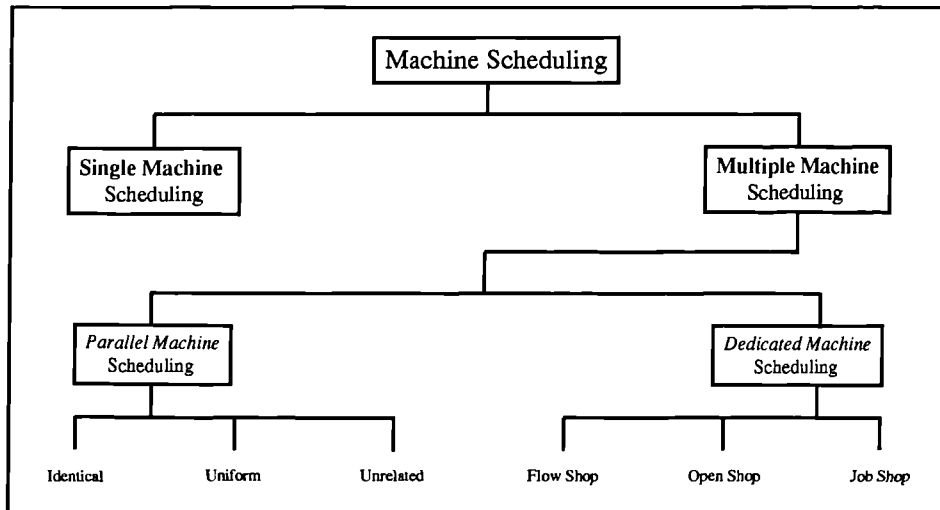 Machine Scheduling
Single Machine
Scheduling
Multiple Machine
Scheduling
Parallel Machine
Scheduling
Dedicated Machine
Scheduling
Identical
Uniform
Unrelated
Flow Shop
Open Shop
Job Shop